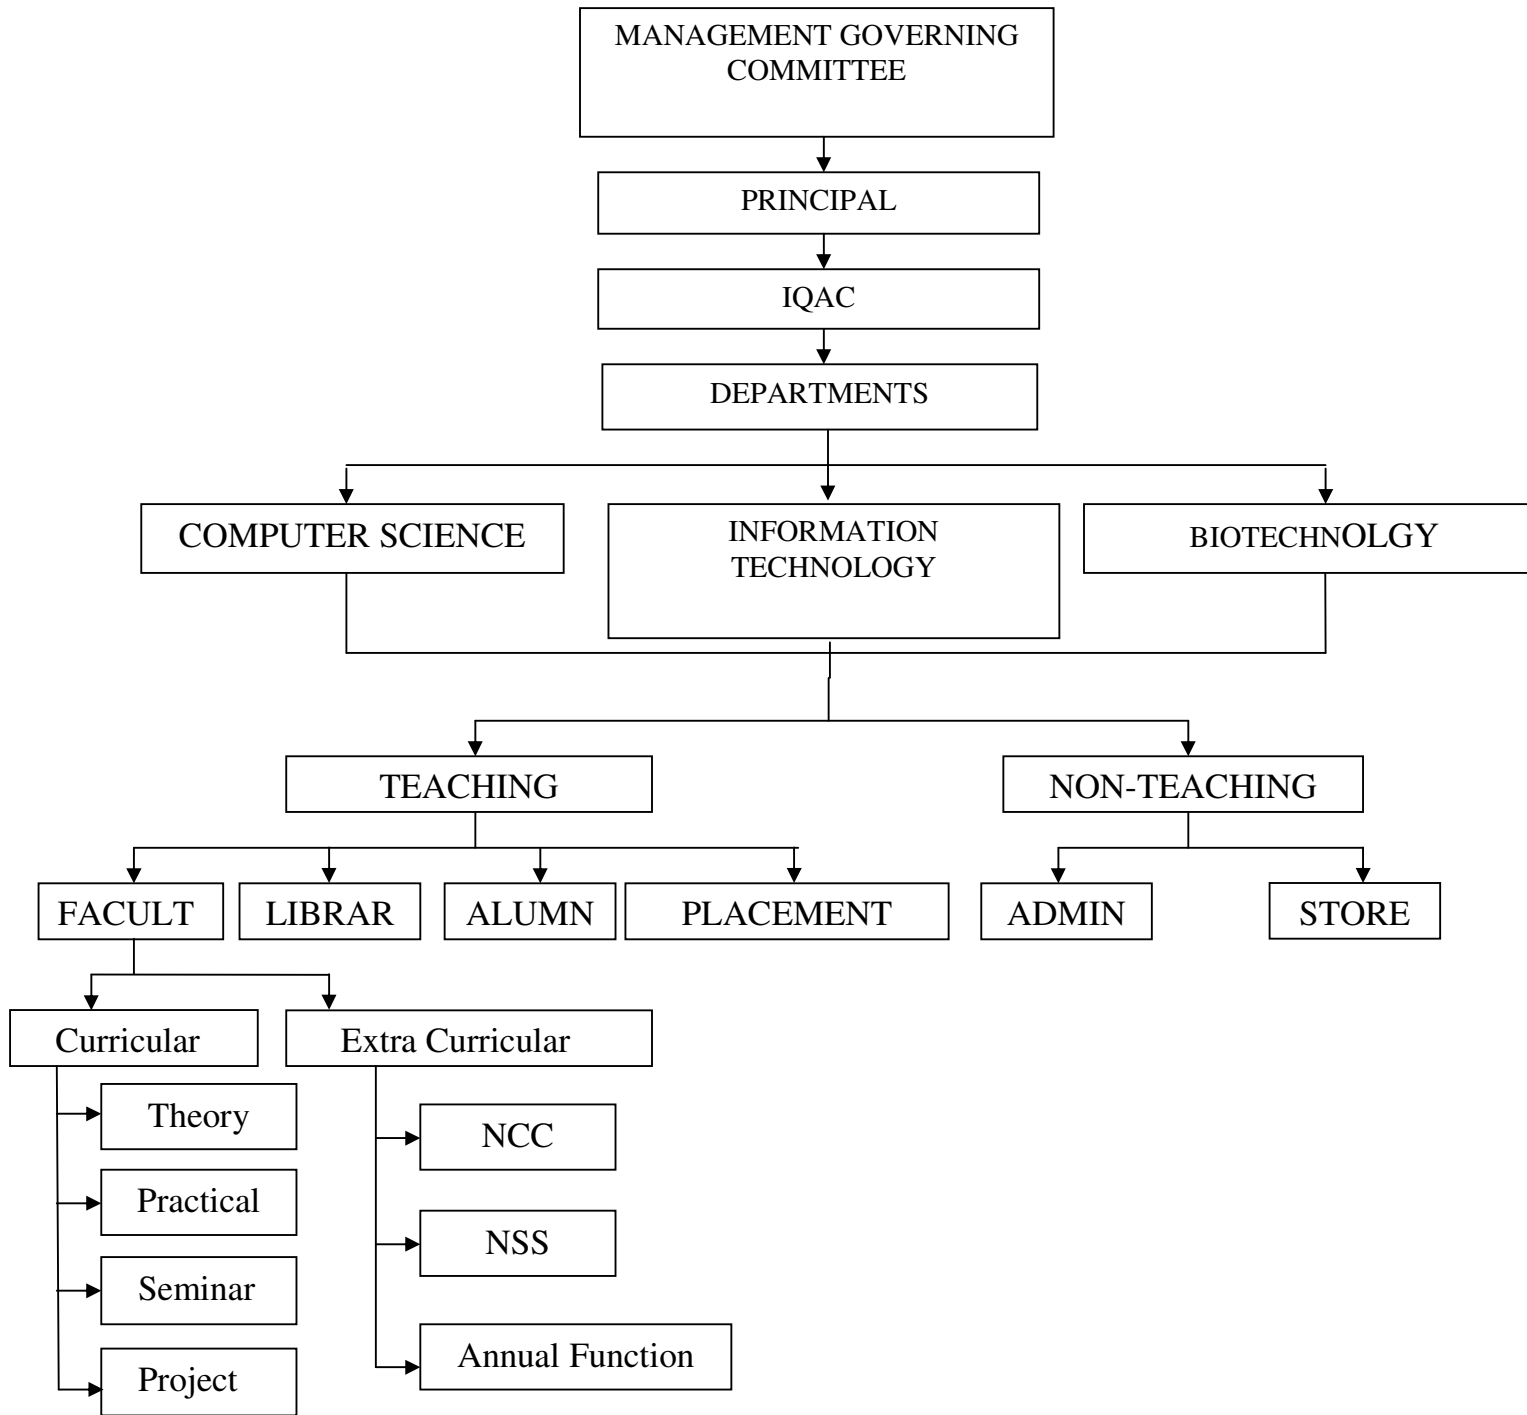 MANAGEMENT GOVERNING
COMMITTEE
PRINCIPAL
IQAC
DEPARTMENTS
COMPUTER SCIENCE
INFORMATION
TECHNOLOGY
BIOTECHNOLGY
TEACHING
NON-TEACHING
FACULT
LIBRAR
ALUMN
PLACEMENT
ADMIN
STORE
Curricular
Extra Curricular
Theory
Practical
Seminar
Project
NCC
NSS
Annual Function